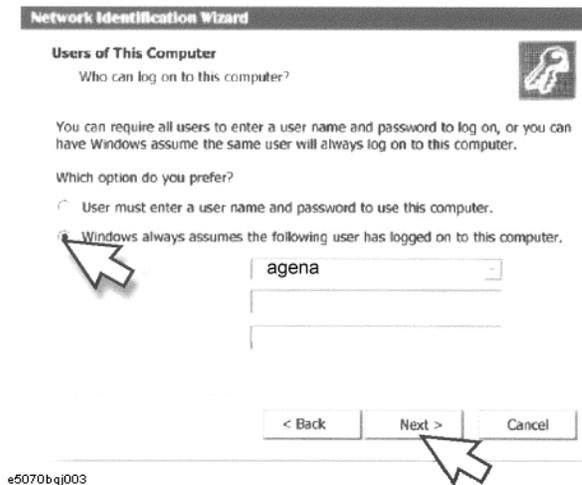 Network Identification Wizard
Users of This Computer
Who can log on to this computer?
You can require all users to enter a user name and password to log on, or you can
have Windows assume the same user will always log on to this computer.
Which option do you prefer?
User must enter a user name and password to use this computer.
Windows always assumes the following user has logged on to this computer.
agena
< Back Next > Cancel
e5070bqj003